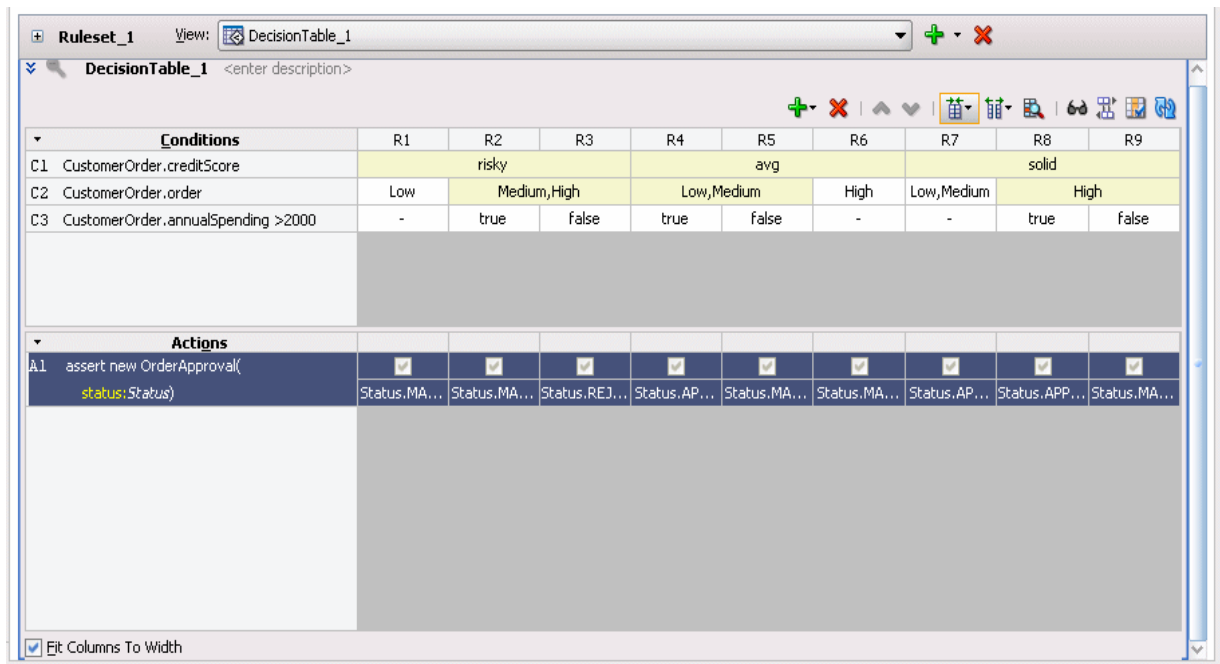 Ruleset_1 View: DecisionTable_1
DecisionTable_1 <enter description>
Conditions R1 R2 R3 R4 R5 R6 R7 R8 R9
C1 CustomerOrder.creditScore risky avg solid
C2 CustomerOrder.order Low Medium,High Low,Medium High Low,Medium High
C3 CustomerOrder.annualSpending >2000 - true false true false - - true false
Actions
A1 assert new OrderApproval(
status:Status) Status.MA... Status.MA... Status.REJ... Status.AP... Status.MA... Status.MA... Status.AP... Status.APP... Status.MA...
Fit Columns To Width